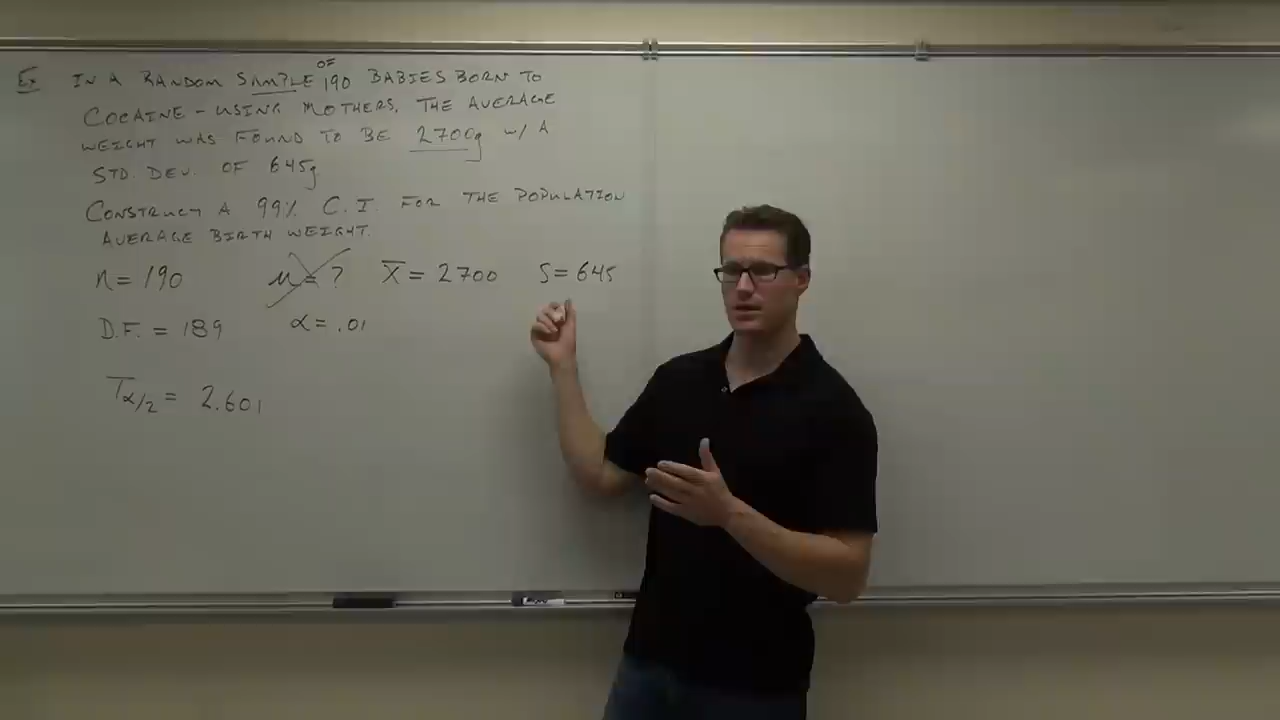 Ex IN A RANDOM SAMPLE OF 190 BABIES BORN TO
COCAINE-USING MOTHERS, THE AVERAGE
WEIGHT WAS FOUND TO BE 2700g w/ A
STD. DEV. OF 645g
CONSTRUCT A 99% C.I. FOR THE POPULATION
AVERAGE BIRTH WEIGHT.
n = 190 μ = ? x̄ = 2700 S = 645
D.F. = 189 α = .01
Tα/2 = 2.601